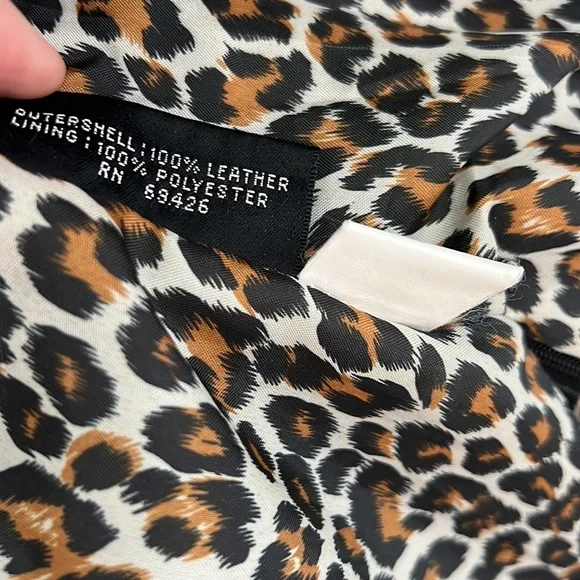 OUTERSHELL:100% LEATHER
LINING:100% POLYESTER
RN 69426